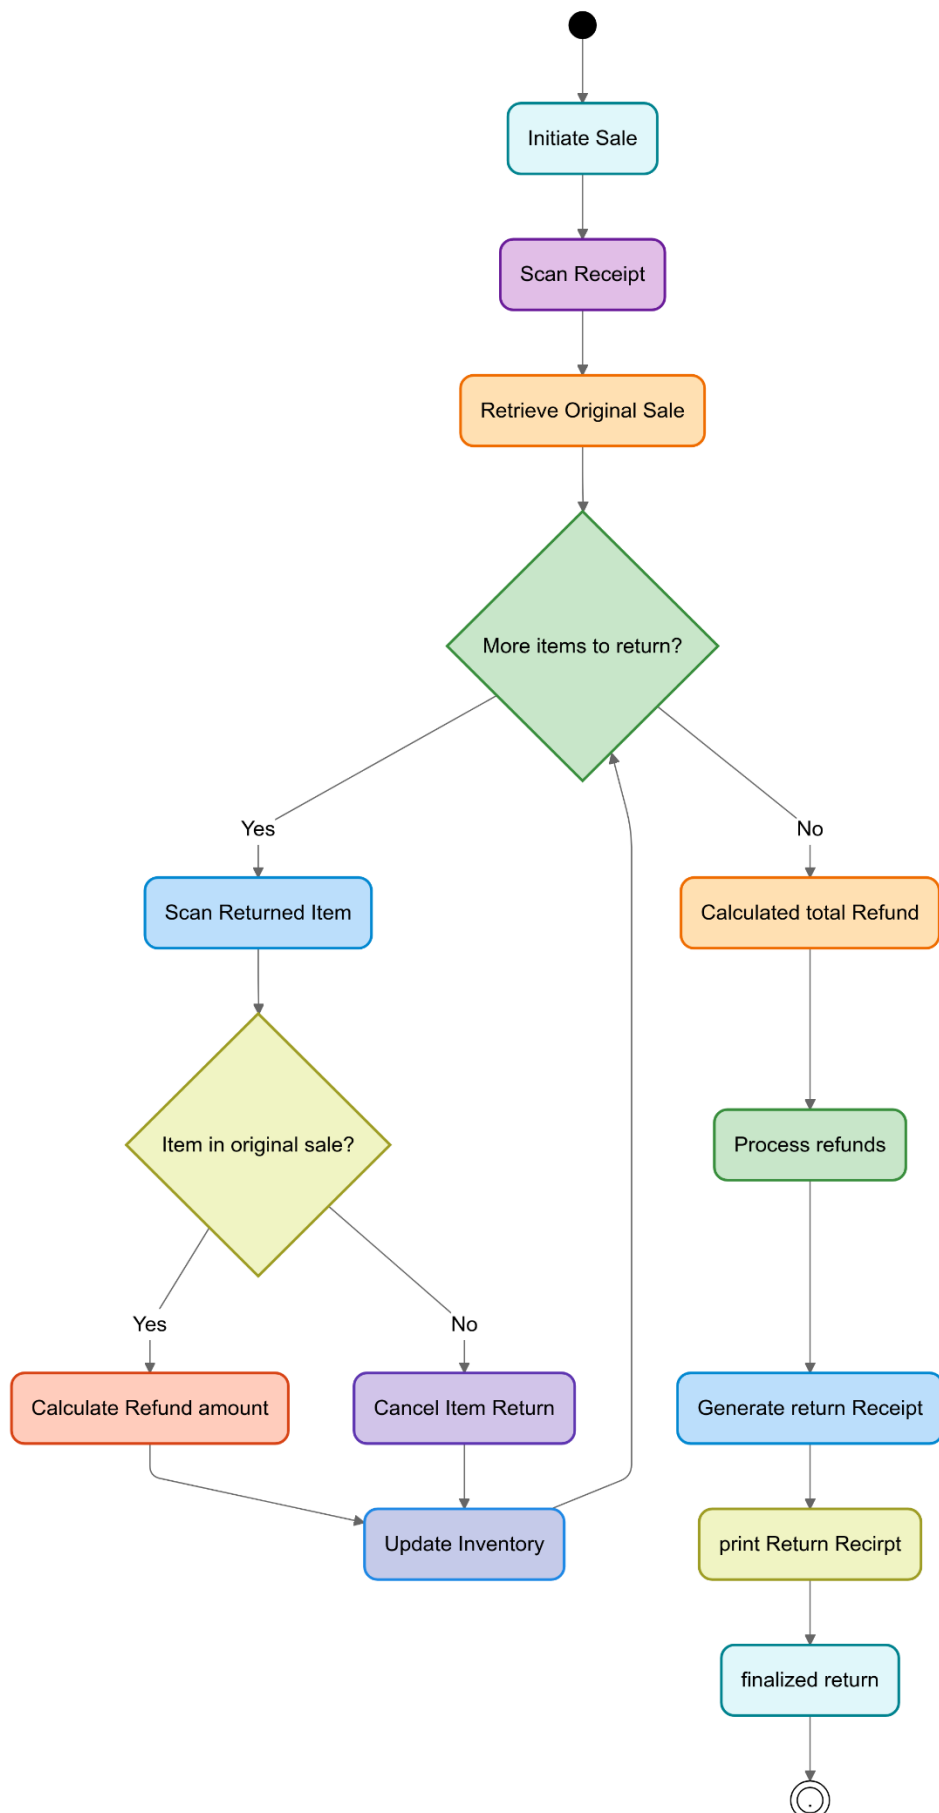 Initiate Sale
Scan Receipt
Retrieve Original Sale
More items to return?
Yes
No
Scan Returned Item
Calculated total Refund
Item in original sale?
Process refunds
Yes
No
Calculate Refund amount
Cancel Item Return
Generate return Receipt
Update Inventory
print Return Recirpt
finalized return
.